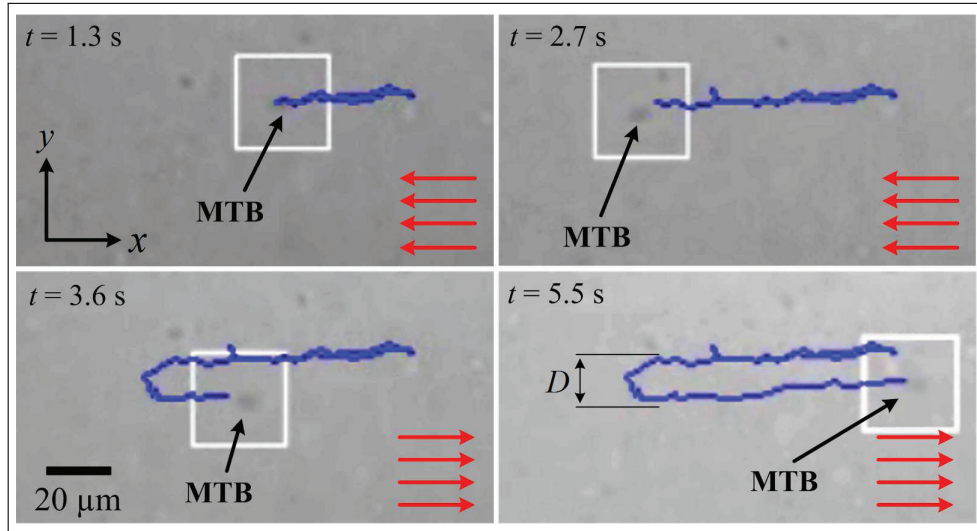 t = 1.3 s
MTB
y
x
t = 2.7 s
MTB
t = 3.6 s
MTB
20 µm
t = 5.5 s
D
MTB